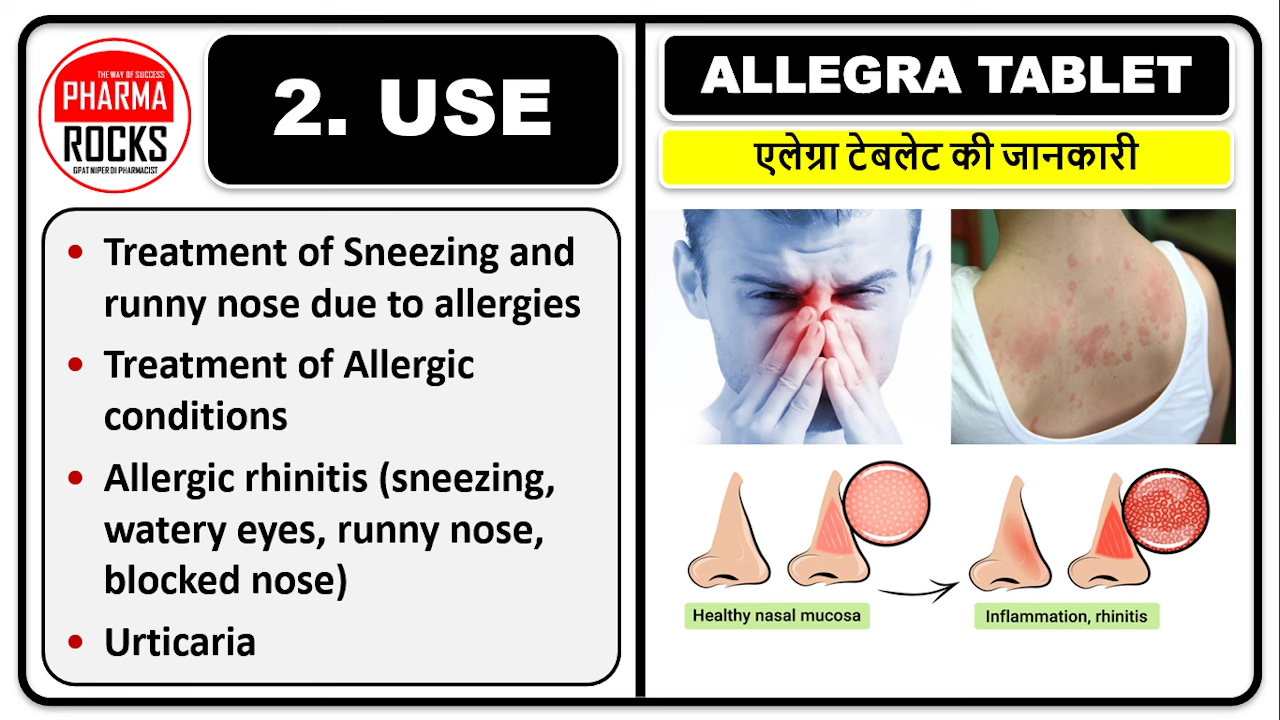 THE WAY OF SUCCESS
PHARMA
ROCKS
GPAT NIPER DI PHARMACIST
2. USE
• Treatment of Sneezing and
runny nose due to allergies
• Treatment of Allergic
conditions
• Allergic rhinitis (sneezing,
watery eyes, runny nose,
blocked nose)
• Urticaria
ALLEGRA TABLET
एलेग्रा टेबलेट की जानकारी
Healthy nasal mucosa
Inflammation, rhinitis